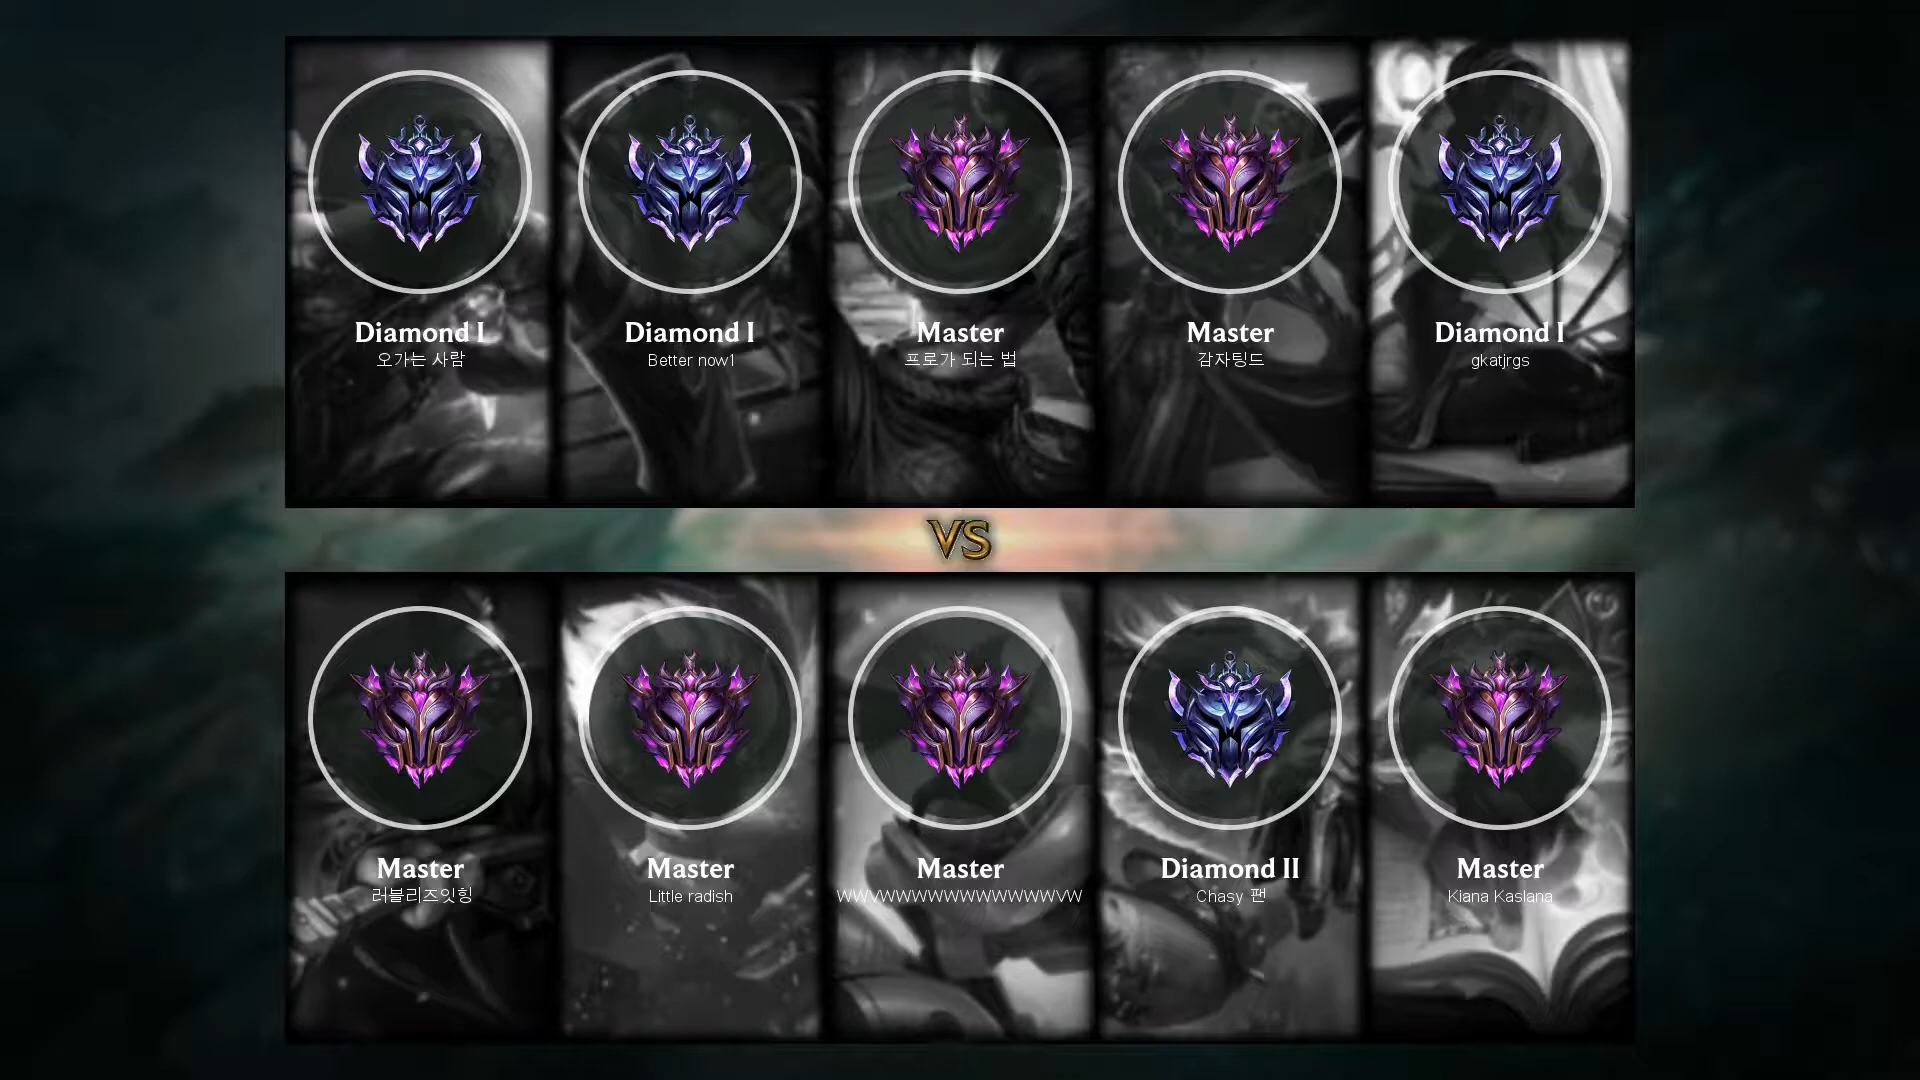 Diamond I
오가는 사람
Diamond I
Better now1
Master
프로가 되는 법
Master
감자팅드
Diamond I
gkatjrgs
VS
Master
러블리즈잇힝
Master
Little radish
Master
Diamond II
Chasy 팬
Master
Kiana Kaslana